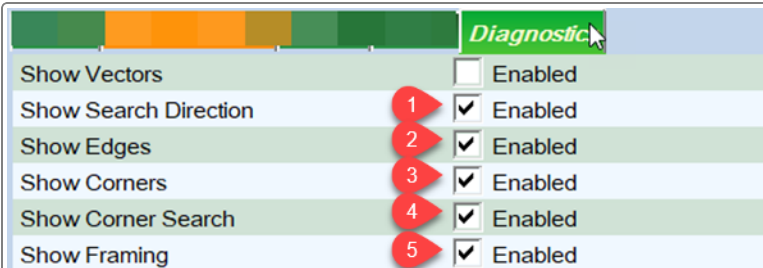 Diagnostic
Show Vectors Enabled
Show Search Direction 1 Enabled
Show Edges 2 Enabled
Show Corners 3 Enabled
Show Corner Search 4 Enabled
Show Framing 5 Enabled